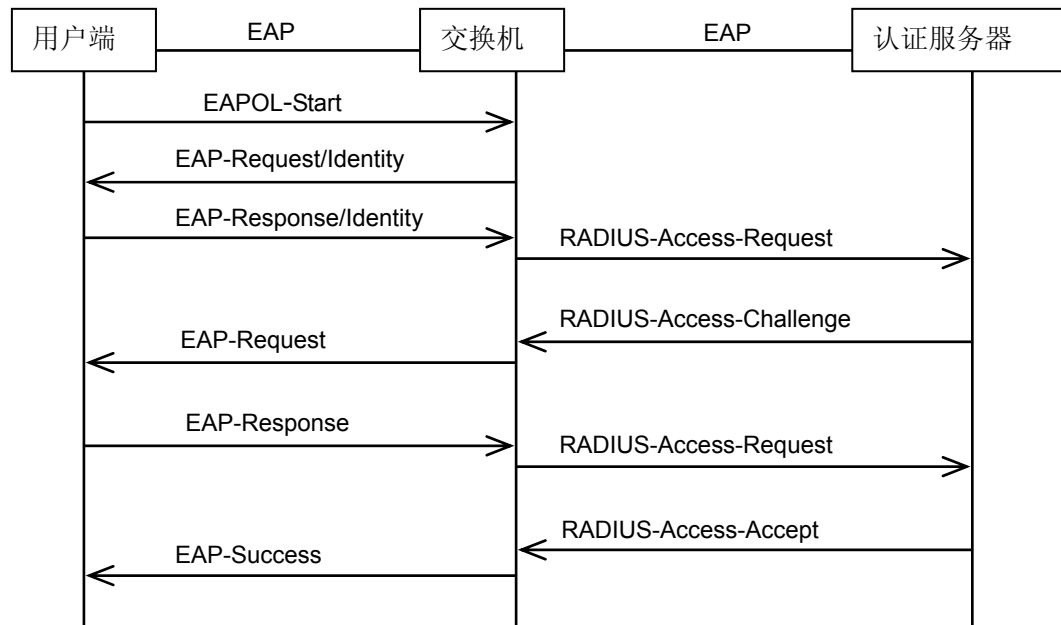 用户端
EAP
交换机
EAP
认证服务器
EAPOL-Start
EAP-Request/Identity
EAP-Response/Identity
RADIUS-Access-Request
RADIUS-Access-Challenge
EAP-Request
EAP-Response
RADIUS-Access-Request
RADIUS-Access-Accept
EAP-Success